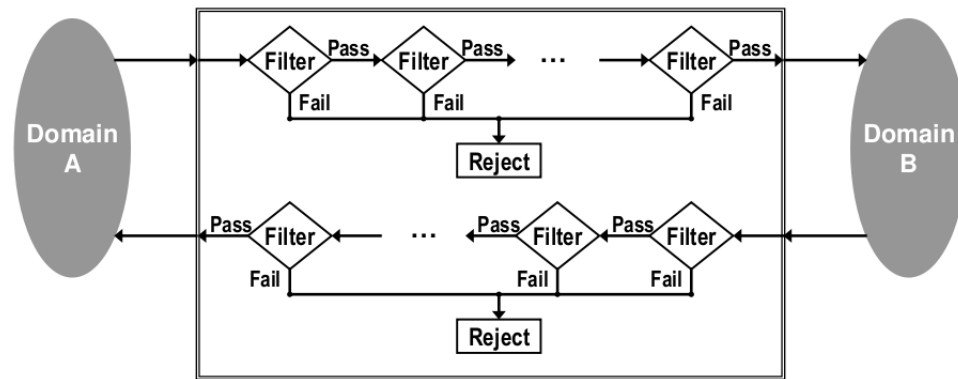 Pass Pass Pass
Filter Filter ... Filter
Fail Fail Fail
Domain
A
Domain
B
Reject
Pass Pass Pass
Filter ... Filter Filter
Fail Fail Fail
Reject